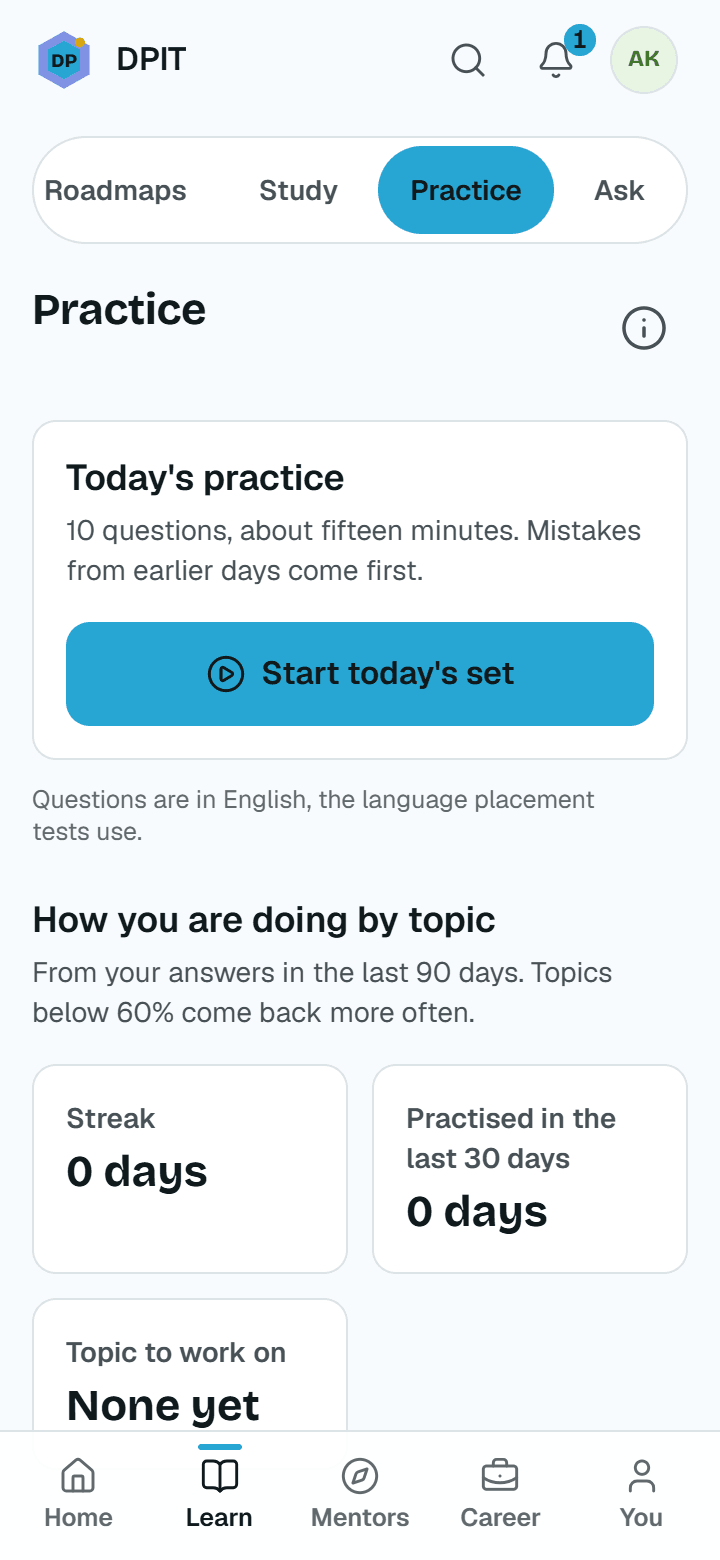 DP
DPIT
1
AK
Roadmaps
Study
Practice
Ask
Practice
Today's practice
10 questions, about fifteen minutes. Mistakes
from earlier days come first.
Start today's set
Questions are in English, the language placement
tests use.
How you are doing by topic
From your answers in the last 90 days. Topics
below 60% come back more often.
Streak
0 days
Practised in the
last 30 days
0 days
Topic to work on
None yet
Home
Learn
Mentors
Career
You